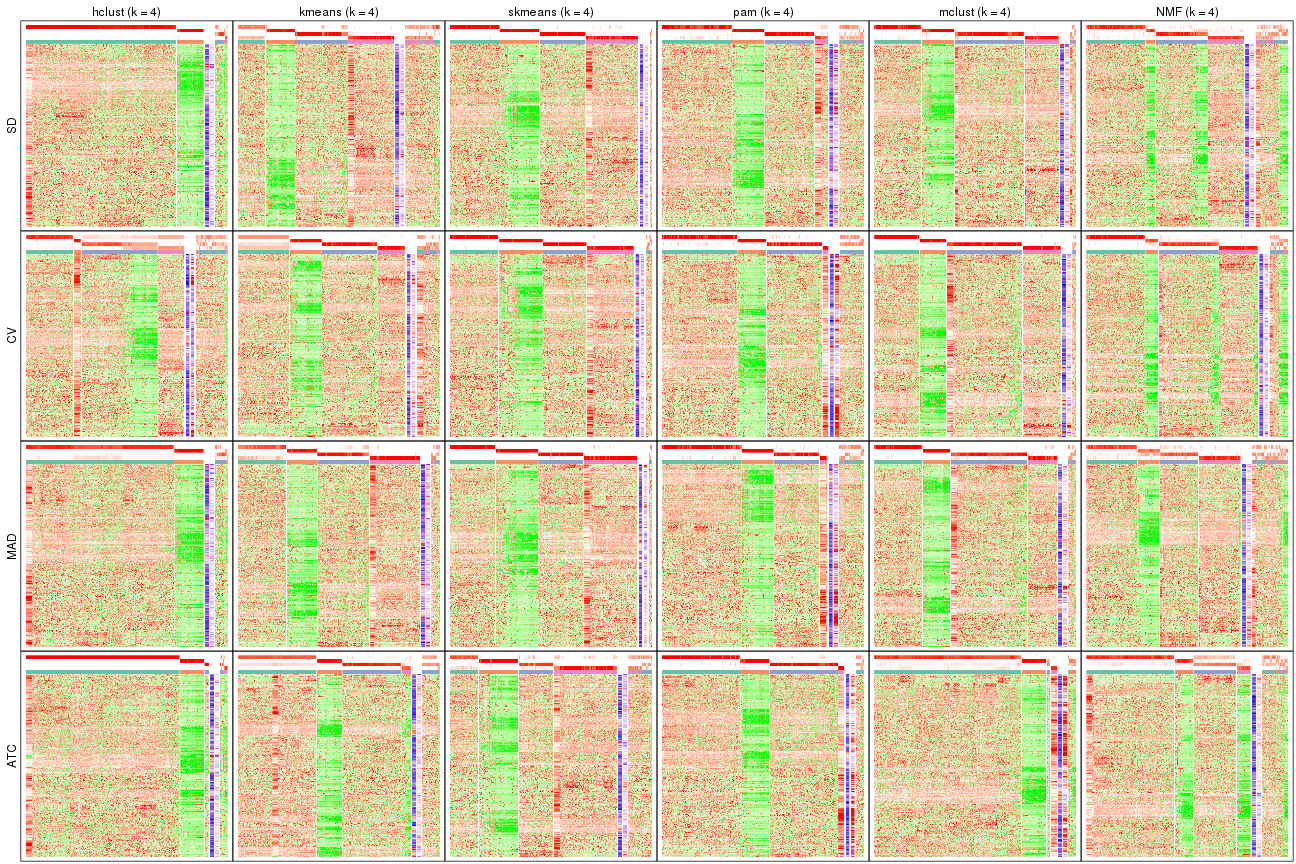 hclust (k = 4)
kmeans (k = 4)
skmeans (k = 4)
pam (k = 4)
mclust (k = 4)
NMF (k = 4)
SD
CV
MAD
ATC